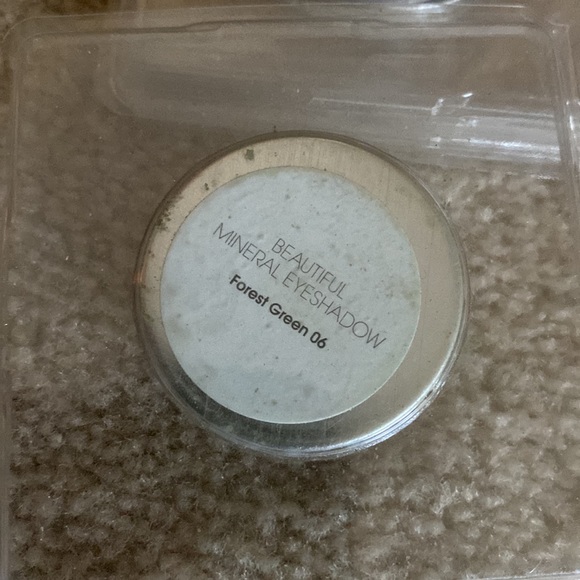 BEAUTIFUL
MINERAL EYESHADOW
Forest Green 06